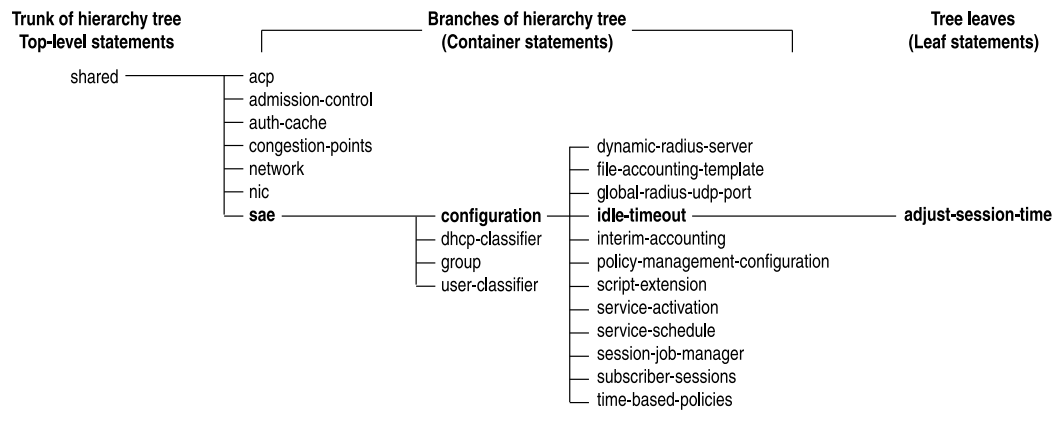 Trunk of hierarchy tree
Top-level statements
Branches of hierarchy tree
(Container statements)
Tree leaves
(Leaf statements)
shared
acp
admission-control
auth-cache
congestion-points
network
nic
sae
configuration
dhcp-classifier
group
user-classifier
dynamic-radius-server
file-accounting-template
global-radius-udp-port
idle-timeout
interim-accounting
policy-management-configuration
script-extension
service-activation
service-schedule
session-job-manager
subscriber-sessions
time-based-policies
adjust-session-time